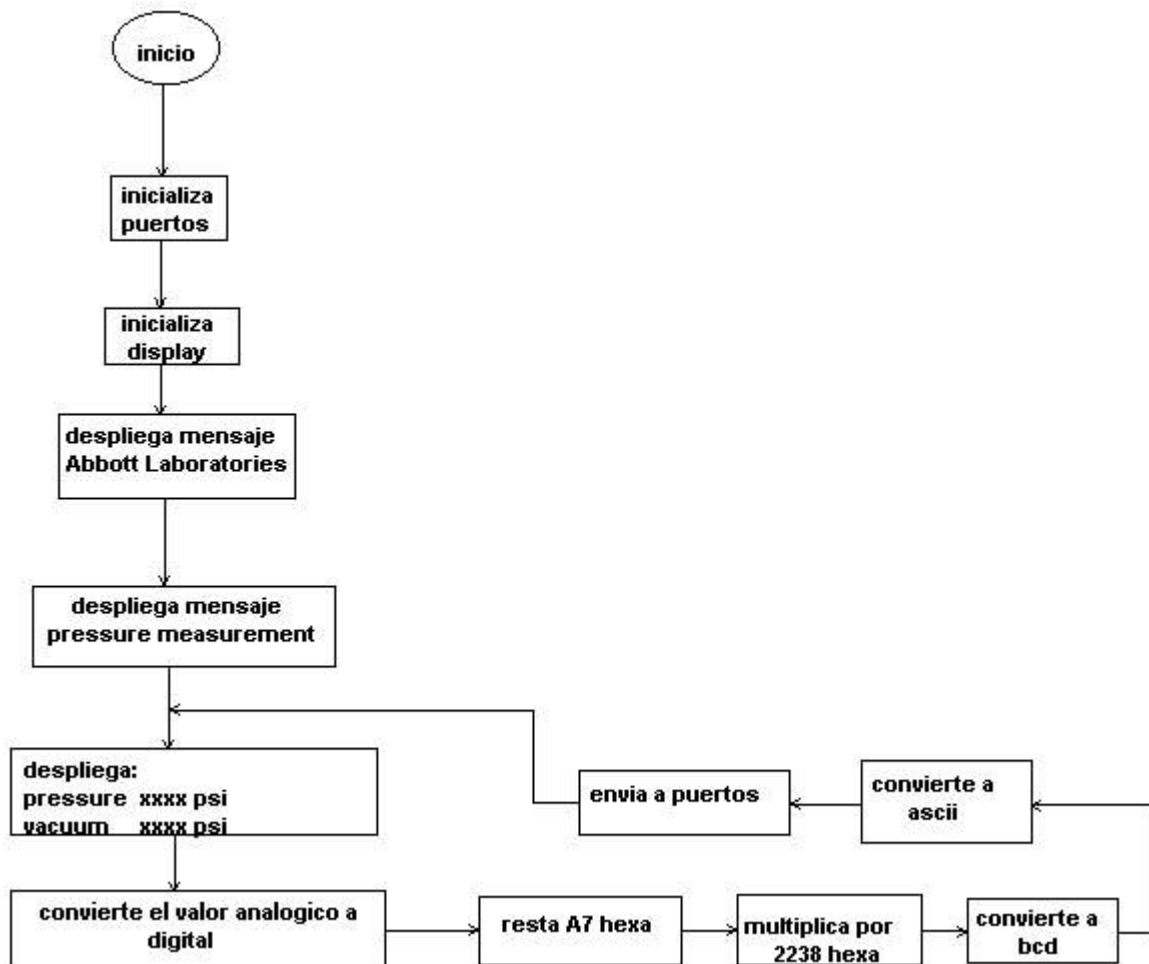 inicio
inicializa
puertos
inicializa
display
despliega mensaje
Abbott Laboratories
despliega mensaje
pressure measurement
despliega:
pressure xxxx psi
vacuum xxxx psi
convierte el valor analogico a
digital
resta A7 hexa
multiplica por
2238 hexa
convierte a
bcd
convierte a
ascii
envia a puertos